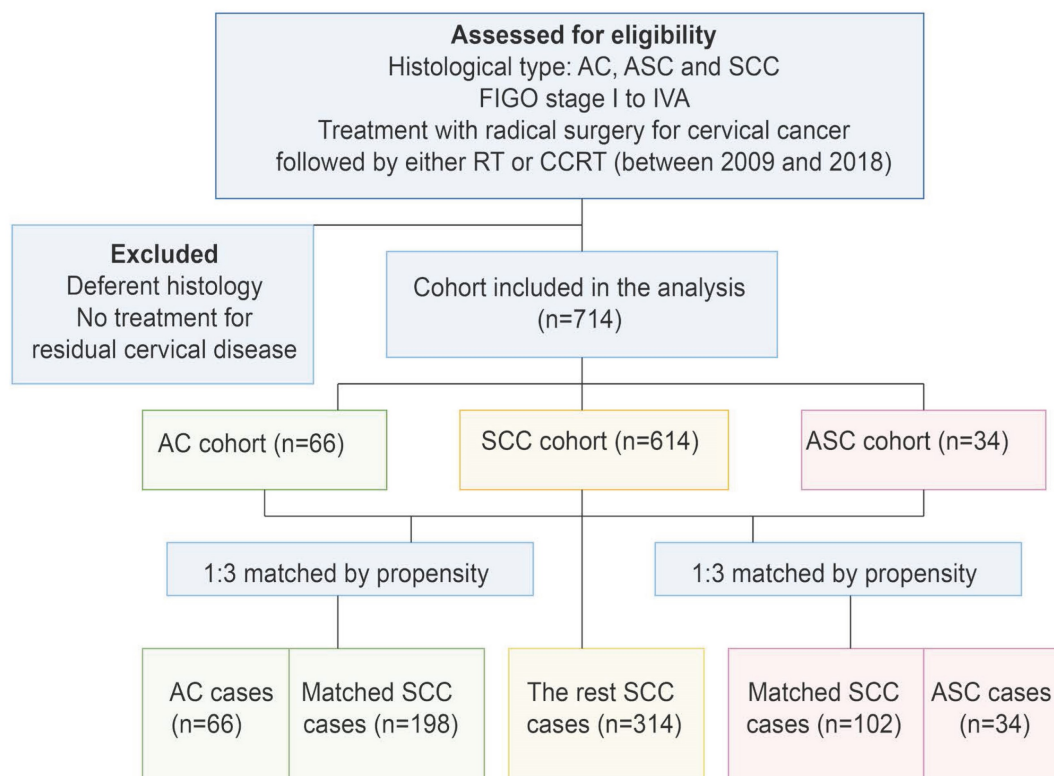 Assessed for eligibility
Histological type: AC, ASC and SCC
FIGO stage I to IVA
Treatment with radical surgery for cervical cancer
followed by either RT or CCRT (between 2009 and 2018)
Excluded
Deferent histology
No treatment for
residual cervical disease
Cohort included in the analysis
(n=714)
AC cohort (n=66)
SCC cohort (n=614)
ASC cohort (n=34)
1:3 matched by propensity
1:3 matched by propensity
AC cases
(n=66)
Matched SCC
cases (n=198)
The rest SCC
cases (n=314)
Matched SCC
cases (n=102)
ASC cases
(n=34)